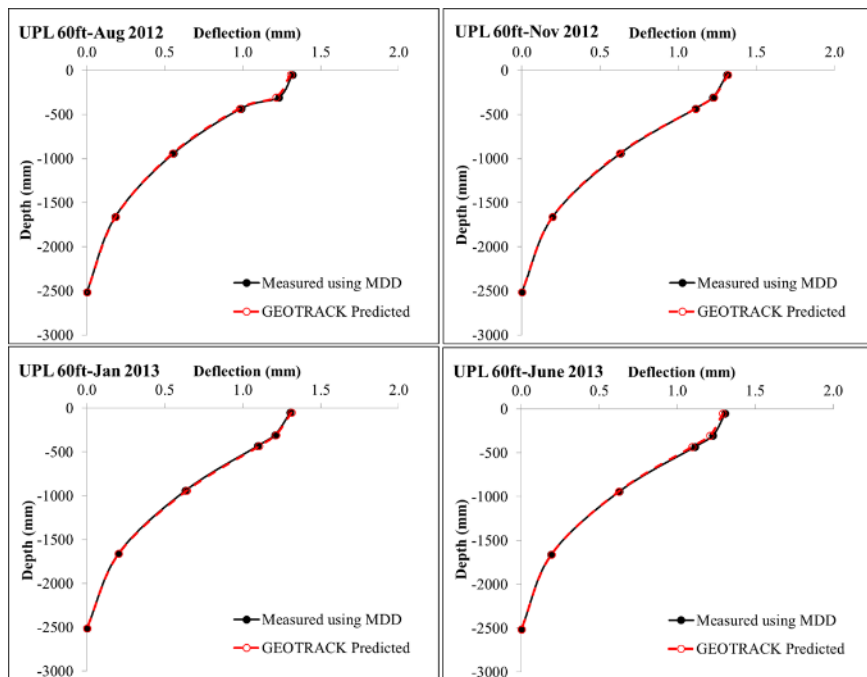 UPL 60ft-Aug 2012
Deflection (mm)
0.0 0.5 1.0 1.5 2.0
0
-500
-1000
-1500
-2000
-2500
-3000
Depth (mm)
Measured using MDD
GEOTRACK Predicted
UPL 60ft-Nov 2012
Deflection (mm)
0.0 0.5 1.0 1.5 2.0
0
-500
-1000
-1500
-2000
-2500
-3000
Depth (mm)
Measured using MDD
GEOTRACK Predicted
UPL 60ft-Jan 2013
Deflection (mm)
0.0 0.5 1.0 1.5 2.0
0
-500
-1000
-1500
-2000
-2500
-3000
Depth (mm)
Measured using MDD
GEOTRACK Predicted
UPL 60ft-June 2013
Deflection (mm)
0.0 0.5 1.0 1.5 2.0
0
-500
-1000
-1500
-2000
-2500
-3000
Depth (mm)
Measured using MDD
GEOTRACK Predicted